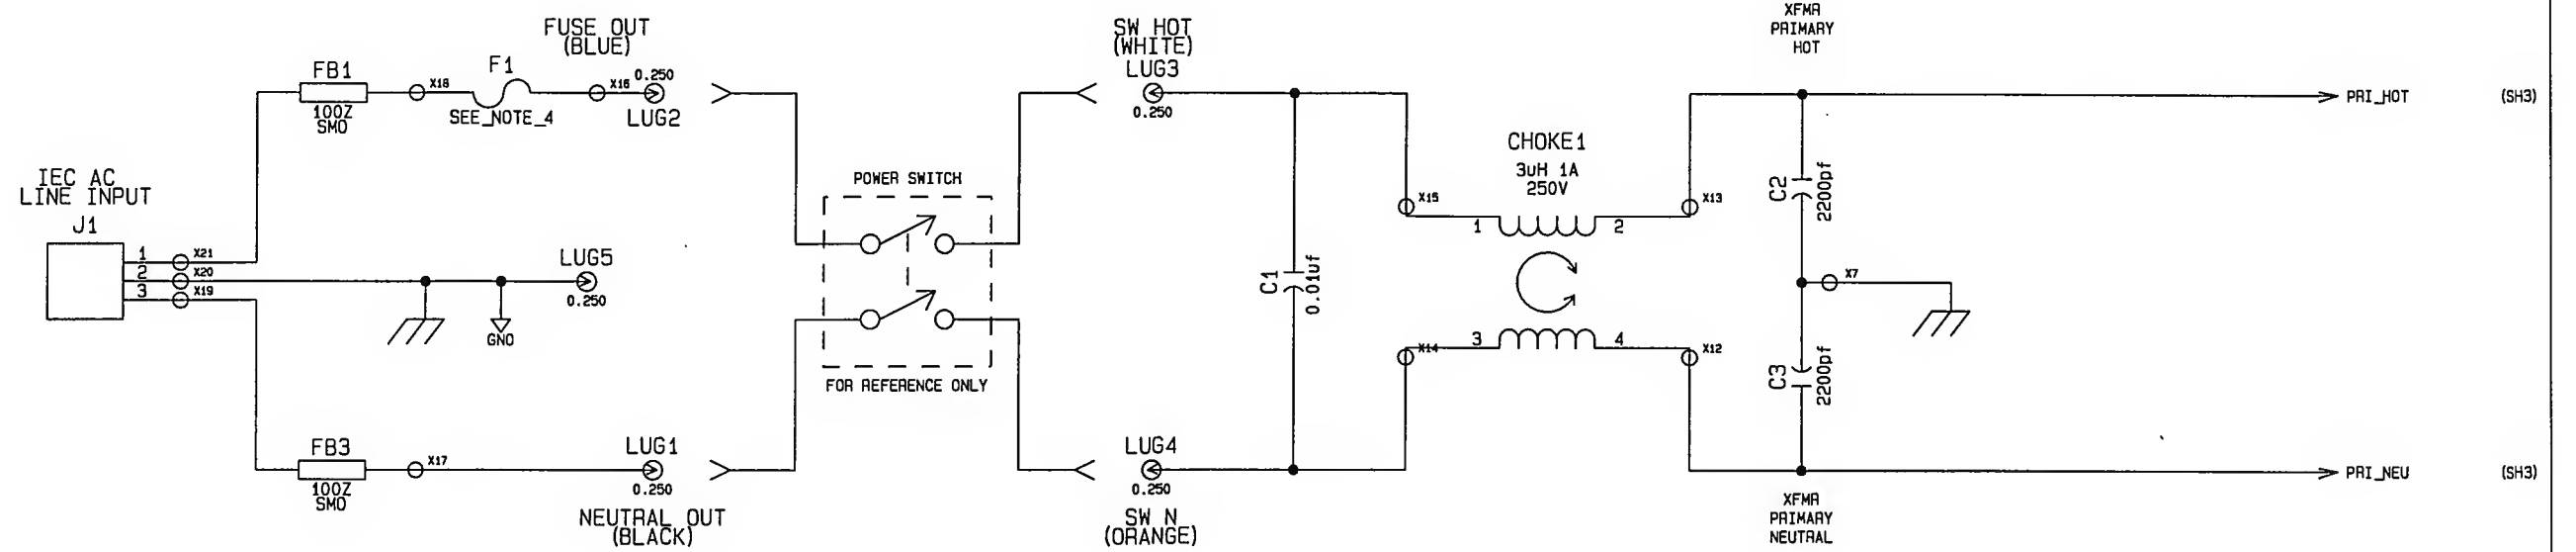 XFMR
PRIMARY
HOT
FUSE OUT
(BLUE)
SW HOT
(WHITE)
FB1
100Z
SMD
X18
F1
SEE_NOTE_4
X16
0.250
LUG2
LUG3
0.250
PRI_HOT
(SH3)
CHOKE1
3uH 1A
250V
IEC AC
LINE INPUT
J1
1
2
3
X21
X20
X19
LUG5
0.250
GND
POWER SWITCH
FOR REFERENCE ONLY
C1
0.01uf
X15
1
2
X13
X14
3
4
X12
C2
2200pf
X7
C3
2200pf
FB3
100Z
SMD
X17
LUG1
0.250
NEUTRAL OUT
(BLACK)
LUG4
0.250
SW N
(ORANGE)
PRI_NEU
(SH3)
XFMR
PRIMARY
NEUTRAL